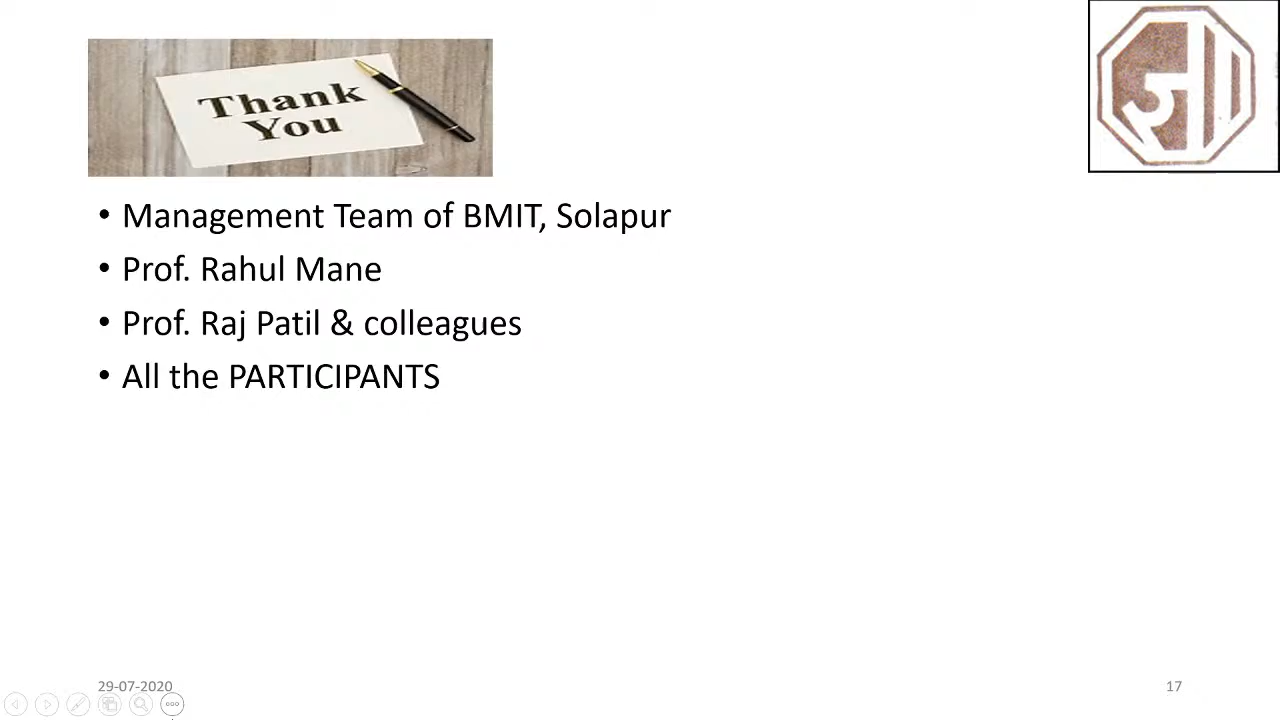 Thank
You
• Management Team of BMIT, Solapur
• Prof. Rahul Mane
• Prof. Raj Patil & colleagues
• All the PARTICIPANTS
29-07-2020
17